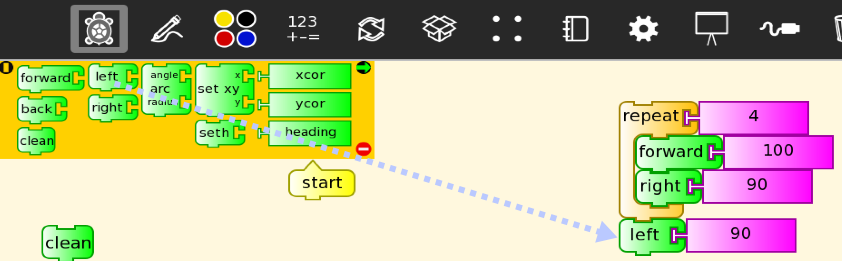 123
+-=
forward
left
angle
arc
radius
x
set xy
y
xcor
back
right
ycor
clean
seth
heading
start
clean
repeat 4
forward 100
right 90
left 90